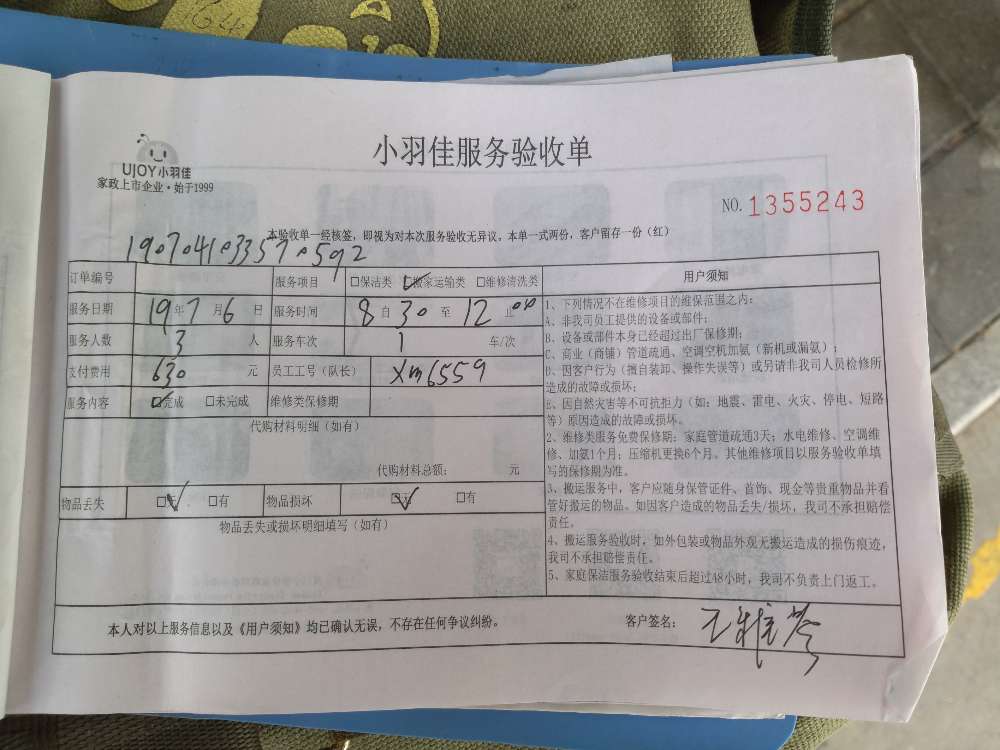 小羽佳服务验收单
UJOY小羽佳
家政上市企业·始于1999
NO. 1355243
本验收单一经核签，即视为对本次服务验收无异议。本单一式两份，客户留存一份（红）
1907041033570592
订单编号 服务项目 □保洁类 ☑搬家运输类 □维修清洗类
服务日期 19年7月6日 服务时间 8自30至12止00
服务人数 3人 服务车次 1车/次
支付费用 630元 员工工号（队长） xm6559
服务内容 ☑完成 □未完成 维修类保修期
代购材料明细（如有）
代购材料总额： 元
物品丢失 ☑无 □有 物品损坏 ☑无 □有
物品丢失或损坏明细填写（如有）
用户须知
1、下列情况不在维修项目的维保范围之内：
A、非我司员工提供的设备或部件；
B、设备或部件本身已经超过出厂保修期；
C、商业（商铺）管道疏通、空调空机加氨（新机或漏氨）；
D、因客户行为（擅自装卸、操作失误等）或另请非我司人员检修所
造成的故障或损坏；
E、因自然灾害等不可抗拒力（如：地震、雷电、火灾、停电、短路
等）原因造成的故障或损坏。
2、维修类服务免费保修期：家庭管道疏通3天；水电维修、空调维
修、加氨1个月；压缩机更换6个月。其他维修项目以服务验收单填
写的保修期为准。
3、搬运服务中，客户应随身保管证件、首饰、现金等贵重物品并看
管好搬运的物品。如因客户造成的物品丢失/损坏，我司不承担赔偿
责任。
4、搬运服务验收时，如外包装或物品外观无搬运造成的损伤痕迹，
我司不承担赔偿责任。
5、家庭保洁服务验收结束后超过48小时，我司不负责上门返工。
本人对以上服务信息以及《用户须知》均已确认无误，不存在任何争议纠纷。
客户签名：王雅琴